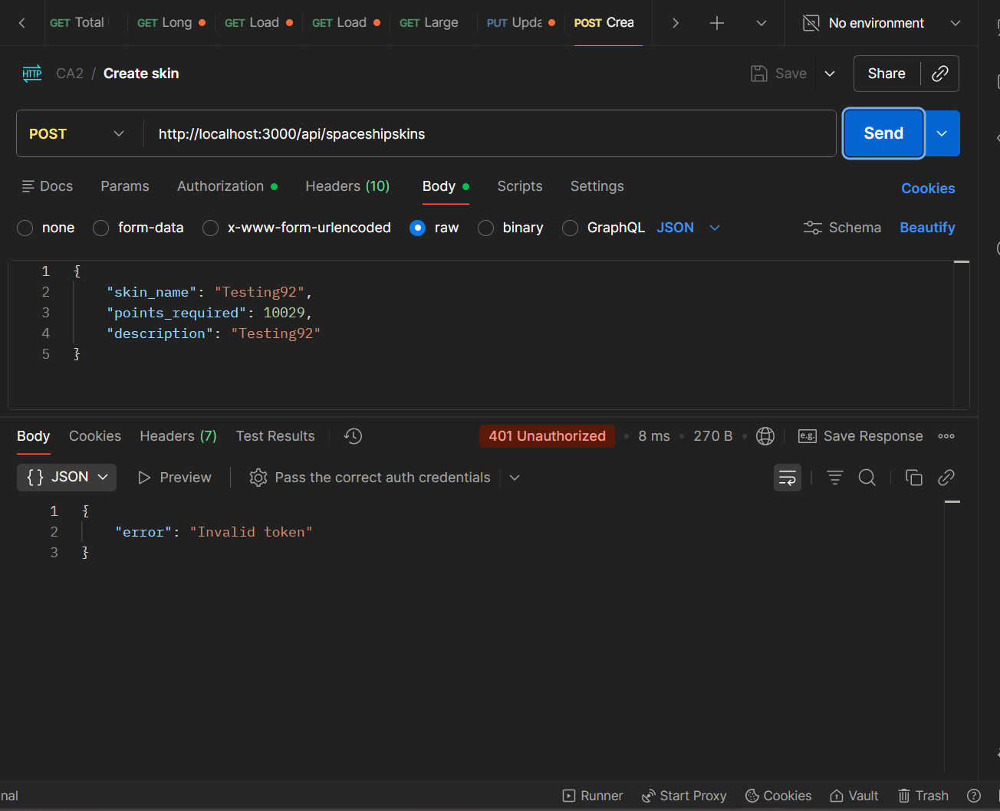 GET Total GET Long GET Load GET Load GET Large PUT Upda POST Crea No environment
HTTP CA2 / Create skin Save Share
POST http://localhost:3000/api/spaceshipskins Send
Docs Params Authorization Headers (10) Body Scripts Settings Cookies
none form-data x-www-form-urlencoded raw binary GraphQL JSON Schema Beautify
1 {
2 "skin_name": "Testing92",
3 "points_required": 10029,
4 "description": "Testing92"
5 }
Body Cookies Headers (7) Test Results 401 Unauthorized • 8 ms • 270 B • e.g. Save Response
{} JSON Preview Pass the correct auth credentials
1 {
2 "error": "Invalid token"
3 }
nal Runner Start Proxy Cookies Vault Trash